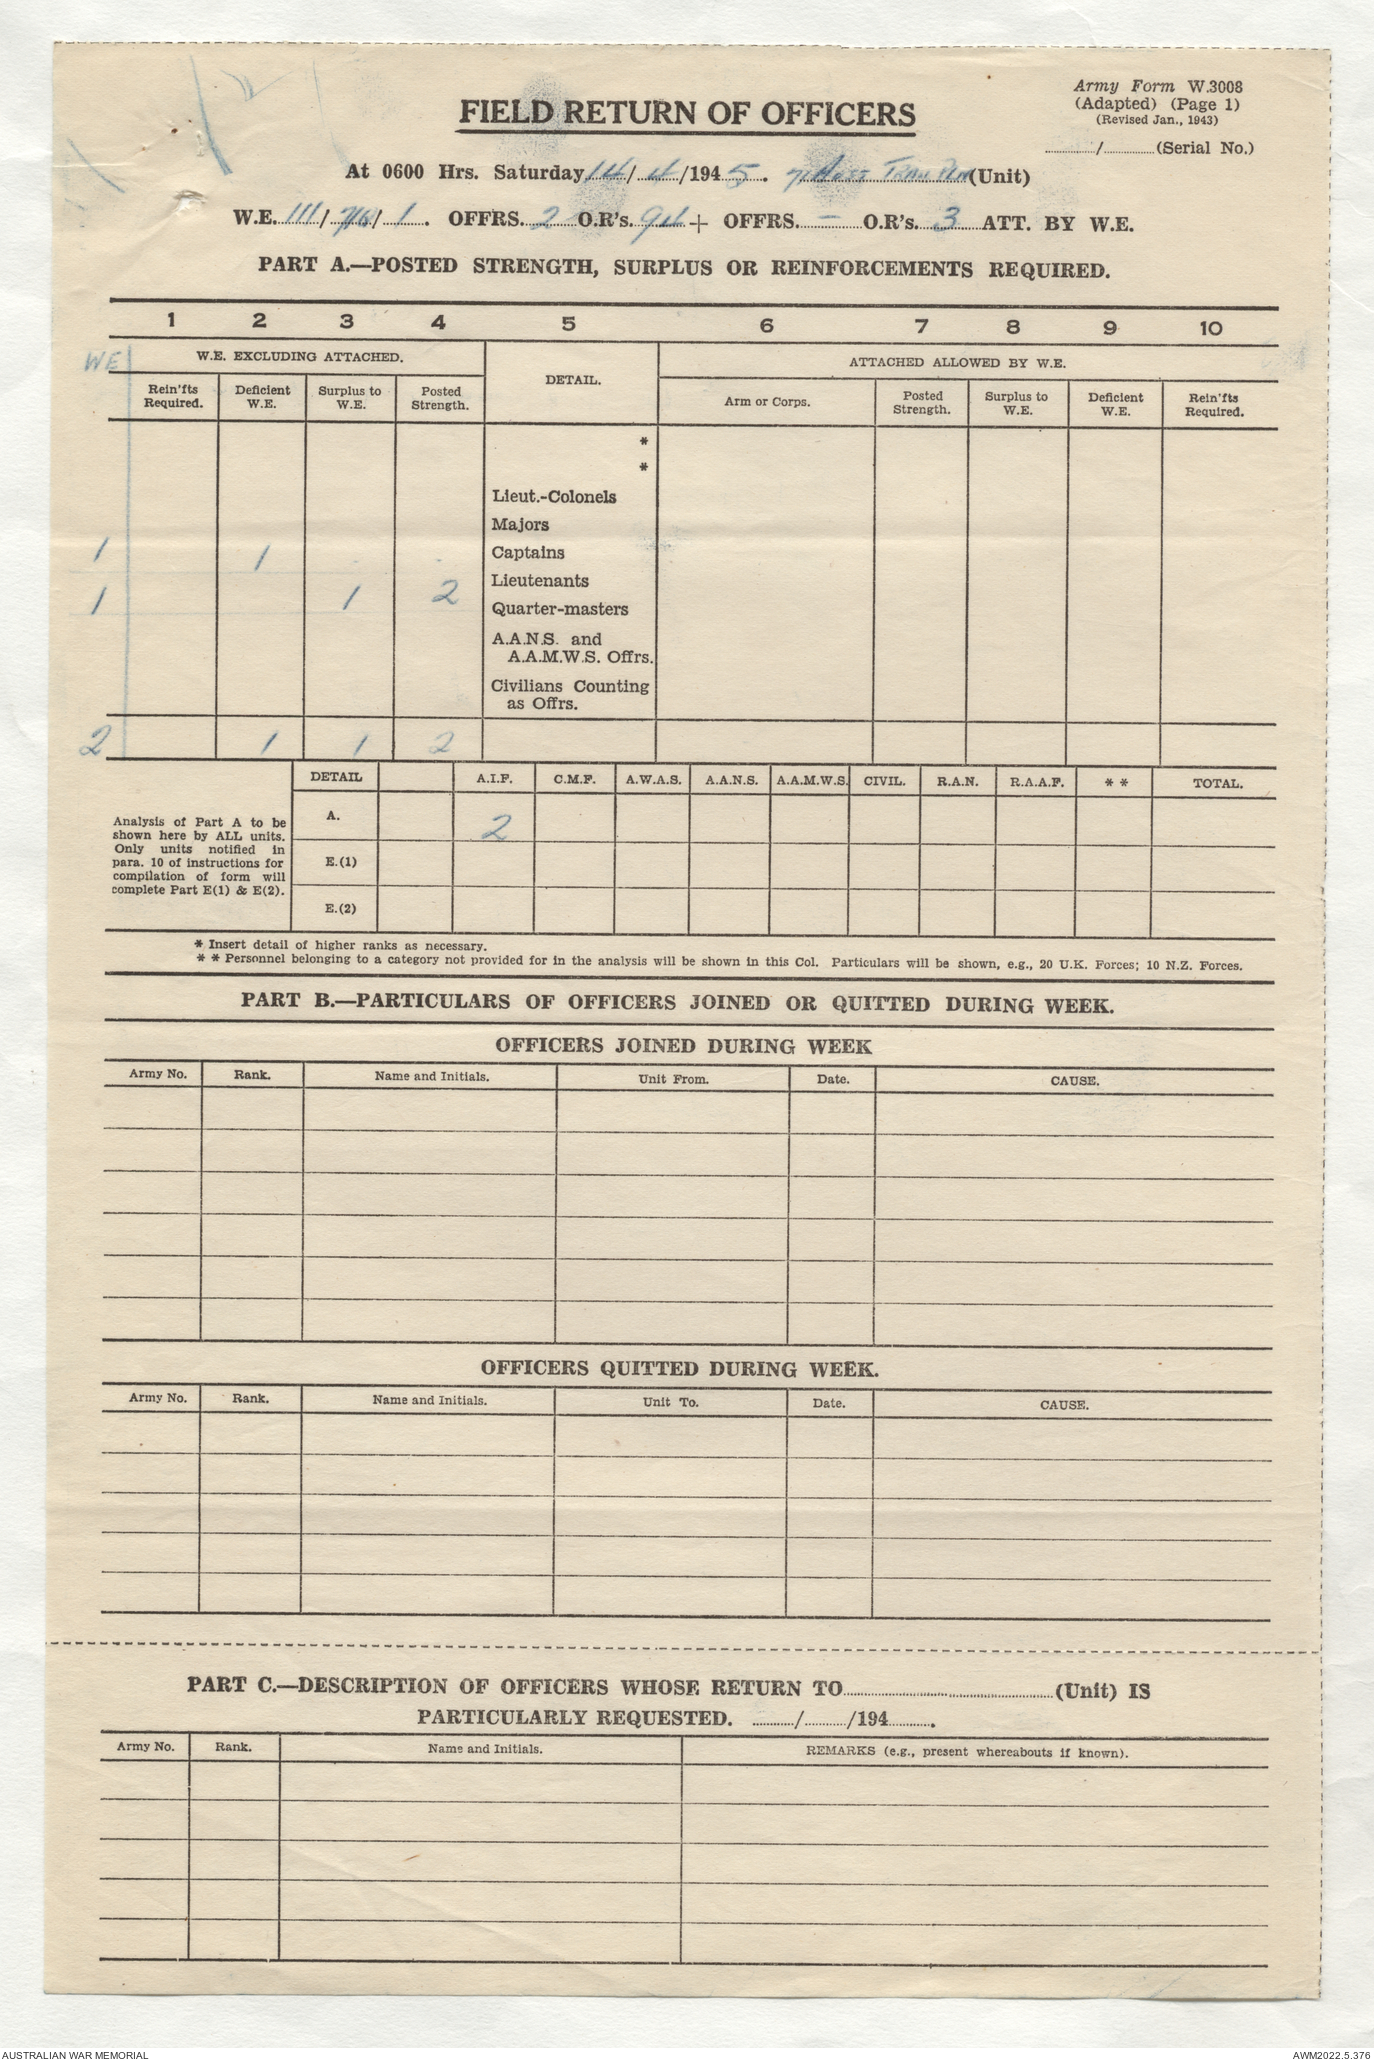 Army Form W.3008
(Adapted) (Page 1)
(Revised Jan., 1943)
FIELD RETURN OF OFFICERS
............/............(Serial No.)
At 0600 Hrs. Saturday 14/4/1945. (Unit)
W.E. 111/ /1. OFFRS. 2 O.R's. 94 + OFFRS. – O.R's. 3 ATT. BY W.E.
PART A.—POSTED STRENGTH, SURPLUS OR REINFORCEMENTS REQUIRED.
1 2 3 4 5 6 7 8 9 10
WE W.E. EXCLUDING ATTACHED. DETAIL. ATTACHED ALLOWED BY W.E.
Rein'fts Required. Deficient W.E. Surplus to W.E. Posted Strength. Arm or Corps. Posted Strength. Surplus to W.E. Deficient W.E. Rein'fts Required.
*
*
Lieut.-Colonels
Majors
1 1 Captains
Lieutenants
1 1 2 Quarter-masters
A.A.N.S. and
A.A.M.W.S. Offrs.
Civilians Counting
as Offrs.
2 1 1 2
DETAIL A.I.F. C.M.F. A.W.A.S. A.A.N.S. A.A.M.W.S. CIVIL. R.A.N. R.A.A.F. ** TOTAL.
Analysis of Part A to be
shown here by ALL units.
Only units notified in
para. 10 of instructions for
compilation of form will
complete Part E(1) & E(2).
A. 2
E.(1)
E.(2)
* Insert detail of higher ranks as necessary.
* * Personnel belonging to a category not provided for in the analysis will be shown in this Col. Particulars will be shown, e.g., 20 U.K. Forces; 10 N.Z. Forces.
PART B.—PARTICULARS OF OFFICERS JOINED OR QUITTED DURING WEEK.
OFFICERS JOINED DURING WEEK
Army No. Rank. Name and Initials. Unit From. Date. CAUSE.
OFFICERS QUITTED DURING WEEK.
Army No. Rank. Name and Initials. Unit To. Date. CAUSE.
PART C.—DESCRIPTION OF OFFICERS WHOSE RETURN TO............(Unit) IS
PARTICULARLY REQUESTED. ........../........../194...........
Army No. Rank. Name and Initials. REMARKS (e.g., present whereabouts if known).
AUSTRALIAN WAR MEMORIAL
AWM2022.5.376